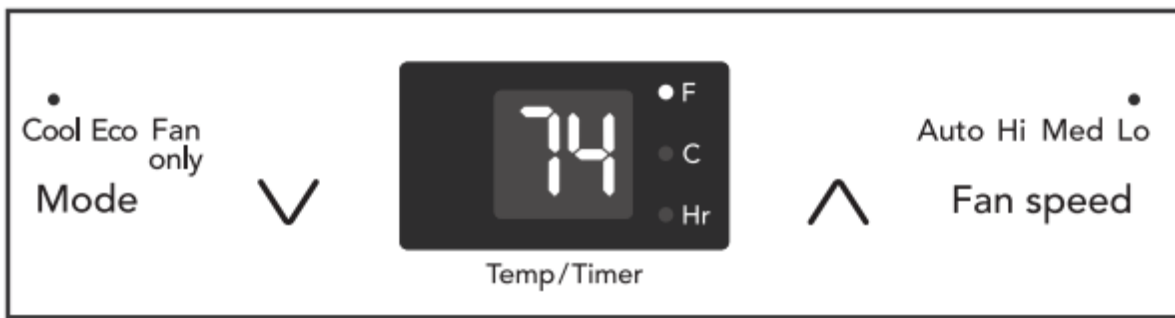 F
74
Cool Eco Fan only
C
Auto Hi Med Lo
Mode
Hr
Fan speed
Temp/Timer